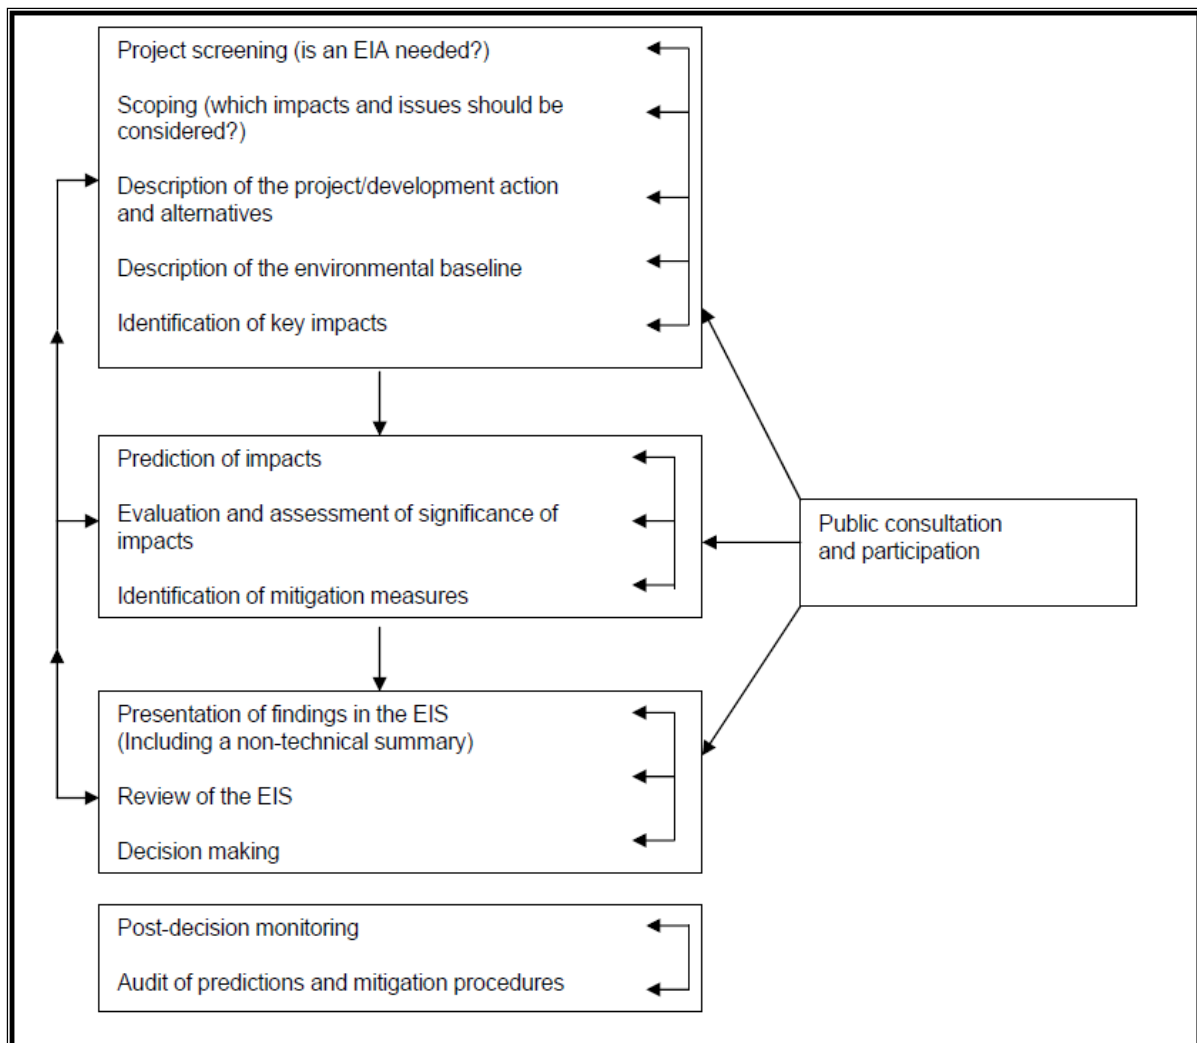 Project screening (is an EIA needed?)
Scoping (which impacts and issues should be
considered?)
Description of the project/development action
and alternatives
Description of the environmental baseline
Identification of key impacts
Prediction of impacts
Evaluation and assessment of significance of
impacts
Identification of mitigation measures
Public consultation
and participation
Presentation of findings in the EIS
(Including a non-technical summary)
Review of the EIS
Decision making
Post-decision monitoring
Audit of predictions and mitigation procedures